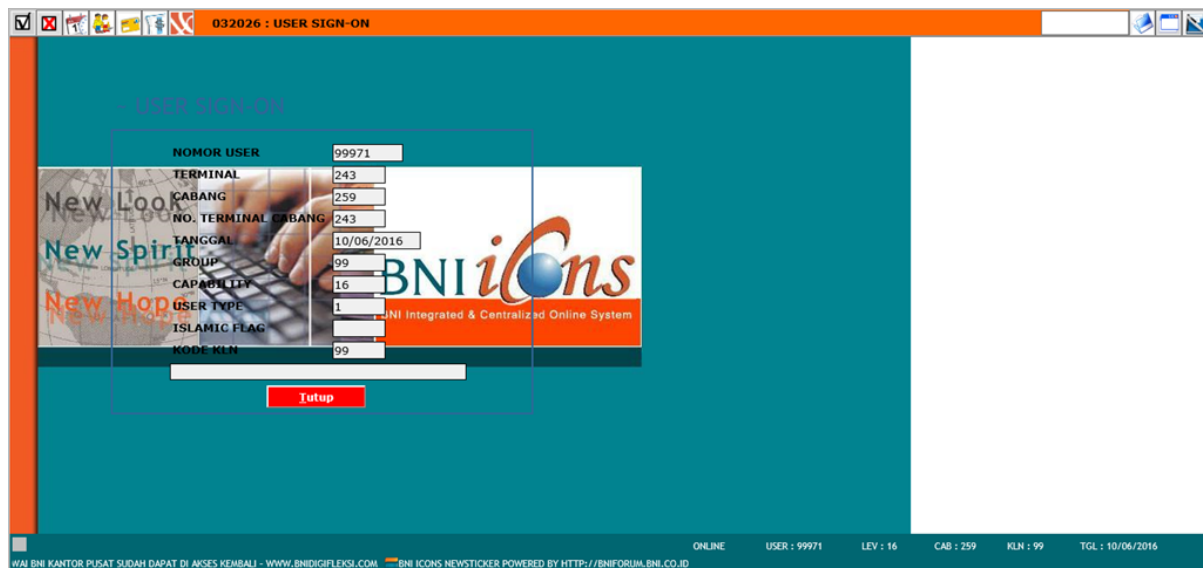 032026 : USER SIGN-ON
- USER SIGN-ON
NOMOR USER 99971
TERMINAL 243
CABANG 259
NO. TERMINAL CABANG 243
TANGGAL 10/06/2016
GROUP 99
CAPABILITY 16
USER TYPE 1
ISLAMIC FLAG
KODE KLN 99
Tutup
New Look
New Spirit
New Hope
BNI icons
BNI Integrated & Centralized Online System
ONLINE USER : 99971 LEV : 16 CAB : 259 KLN : 99 TGL : 10/06/2016
WAI BNI KANTOR PUSAT SUDAH DAPAT DI AKSES KEMBALI - WWW.BNIDIGIFLEKSI.COM BNI ICONS NEWSTICKER POWERED BY HTTP://BNIFORUM.BNI.CO.ID